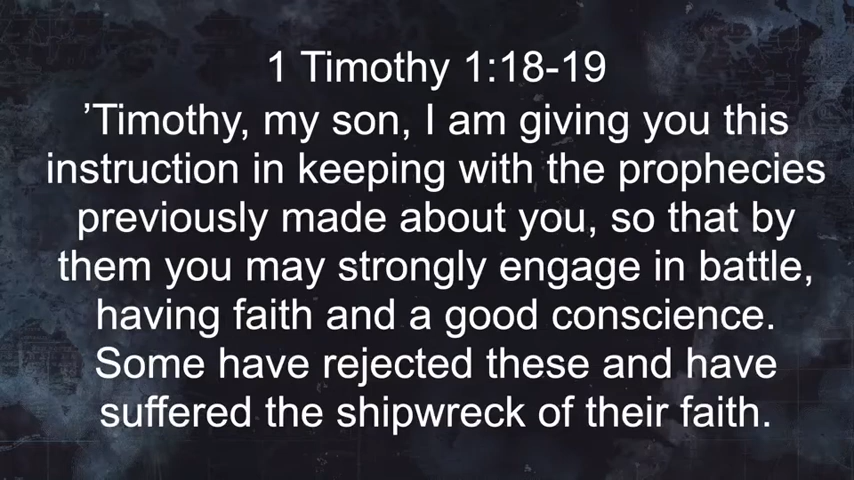 1 Timothy 1:18-19
’Timothy, my son, I am giving you this
instruction in keeping with the prophecies
previously made about you, so that by
them you may strongly engage in battle,
having faith and a good conscience.
Some have rejected these and have
suffered the shipwreck of their faith.